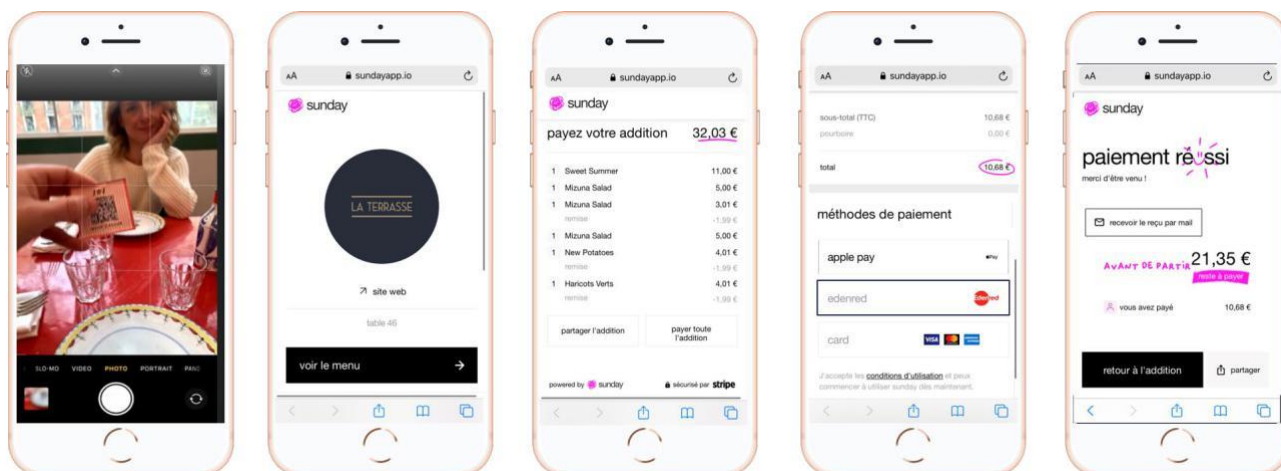 SLO-MO VIDEO PHOTO PORTRAIT PANO
AA sundayapp.io
sunday
LA TERRASSE
site web
table 46
voir le menu
AA sundayapp.io
sunday
payez votre addition 32,03 €
1 Sweet Summer 11,00 €
1 Mizuna Salad 5,00 €
1 Mizuna Salad 3,01 €
remise -1,99 €
1 Mizuna Salad 5,00 €
1 New Potatoes 4,01 €
remise -1,99 €
1 Haricots Verts 4,01 €
remise -1,99 €
partager l'addition
payer toute
l'addition
powered by sunday sécurisé par stripe
AA sundayapp.io
sous-total (TTC) 10,68 €
pourboire 0,00 €
total 10,68 €
méthodes de paiement
apple pay Pay
edenred Edenred
card VISA
J'accepte les conditions d'utilisation et peux
commencer à utiliser sunday dès maintenant.
AA sundayapp.io
sunday
paiement réussi
merci d'être venu !
recevoir le reçu par mail
AVANT DE PARTIR 21,35 €
reste à payer
vous avez payé 10,68 €
retour à l'addition
partager